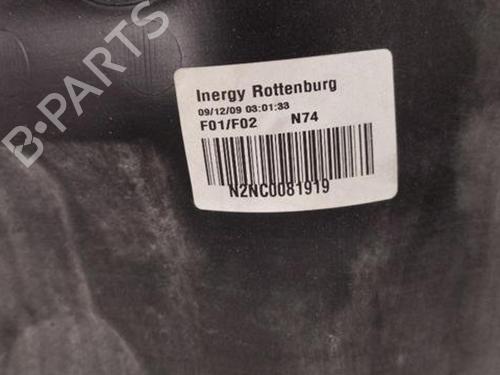 Inergy Rottenburg
09/12/09 03:01:33
F01/F02 N74
N2NC0081919
B-PARTS